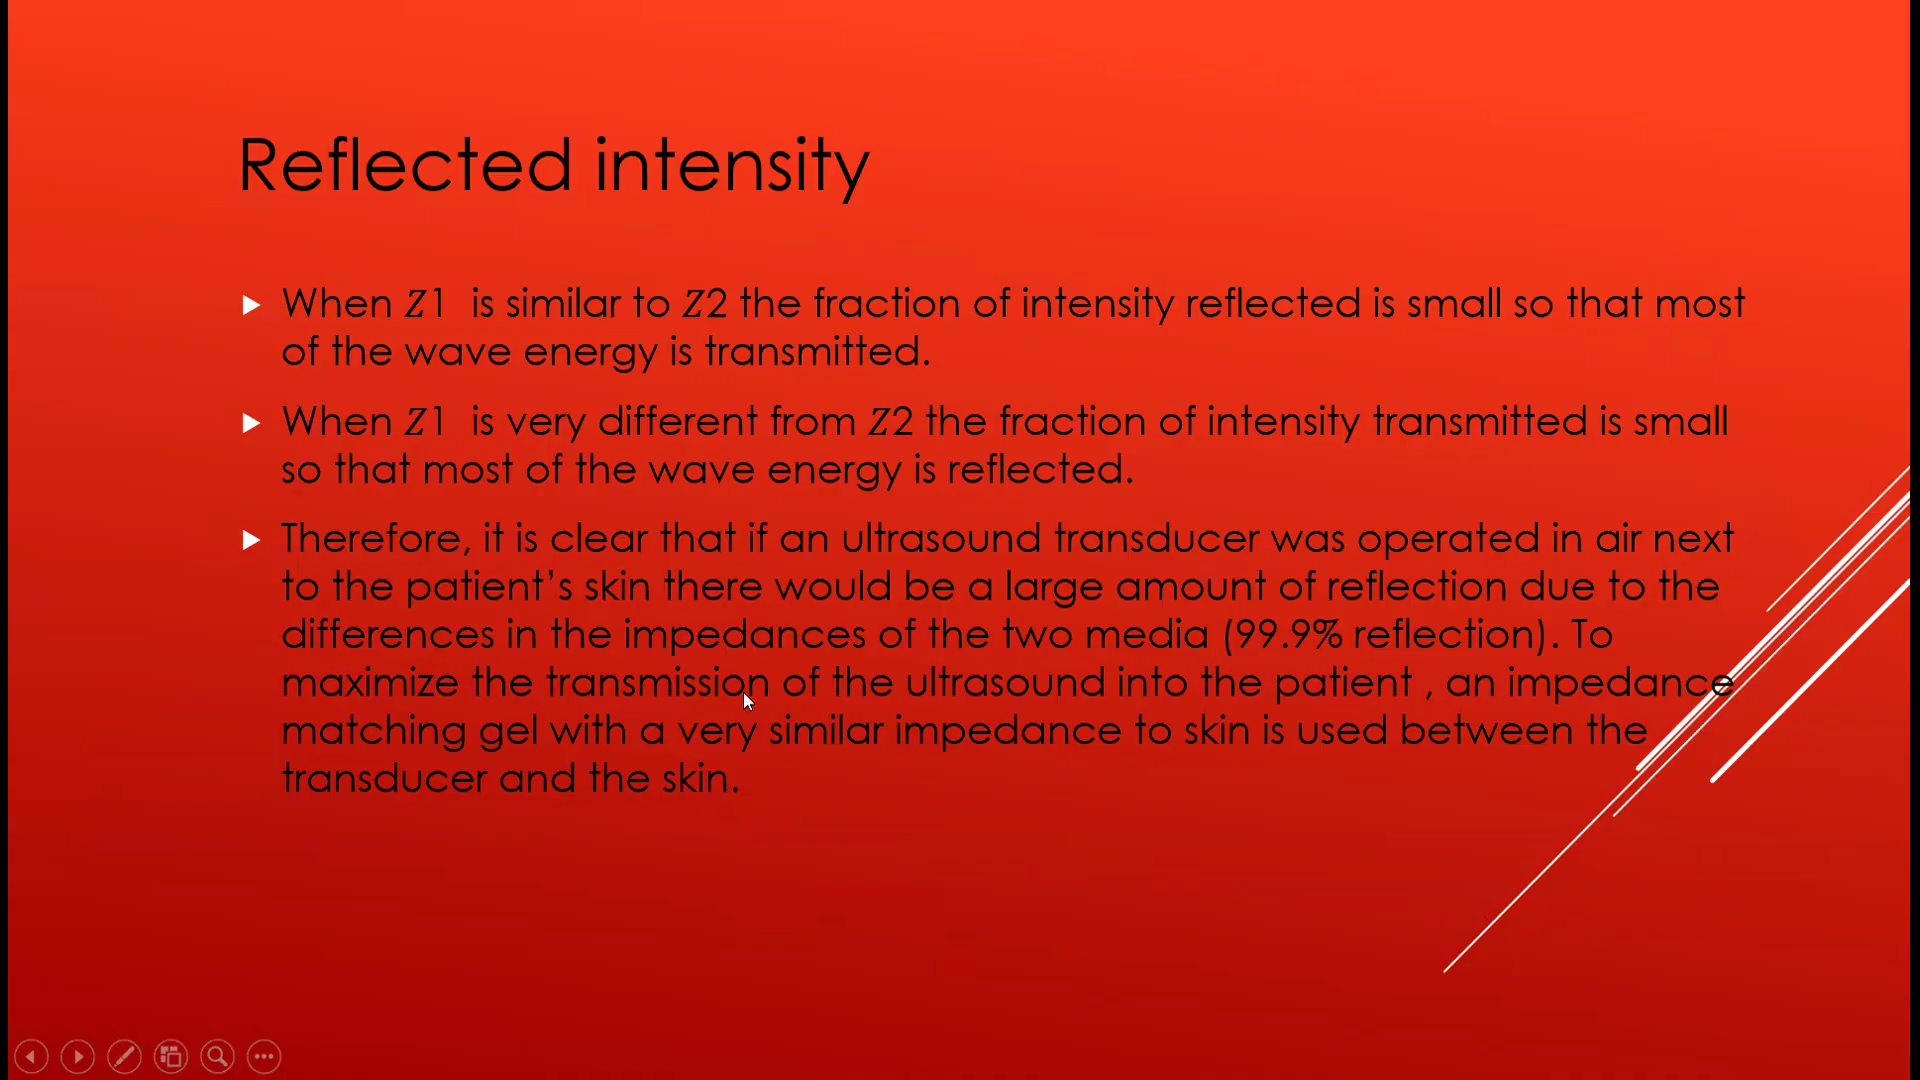 Reflected intensity
When Z1 is similar to Z2 the fraction of intensity reflected is small so that most
of the wave energy is transmitted.
When Z1 is very different from Z2 the fraction of intensity transmitted is small
so that most of the wave energy is reflected.
Therefore, it is clear that if an ultrasound transducer was operated in air next
to the patient’s skin there would be a large amount of reflection due to the
differences in the impedances of the two media (99.9% reflection). To
maximize the transmission of the ultrasound into the patient , an impedance
matching gel with a very similar impedance to skin is used between the
transducer and the skin.